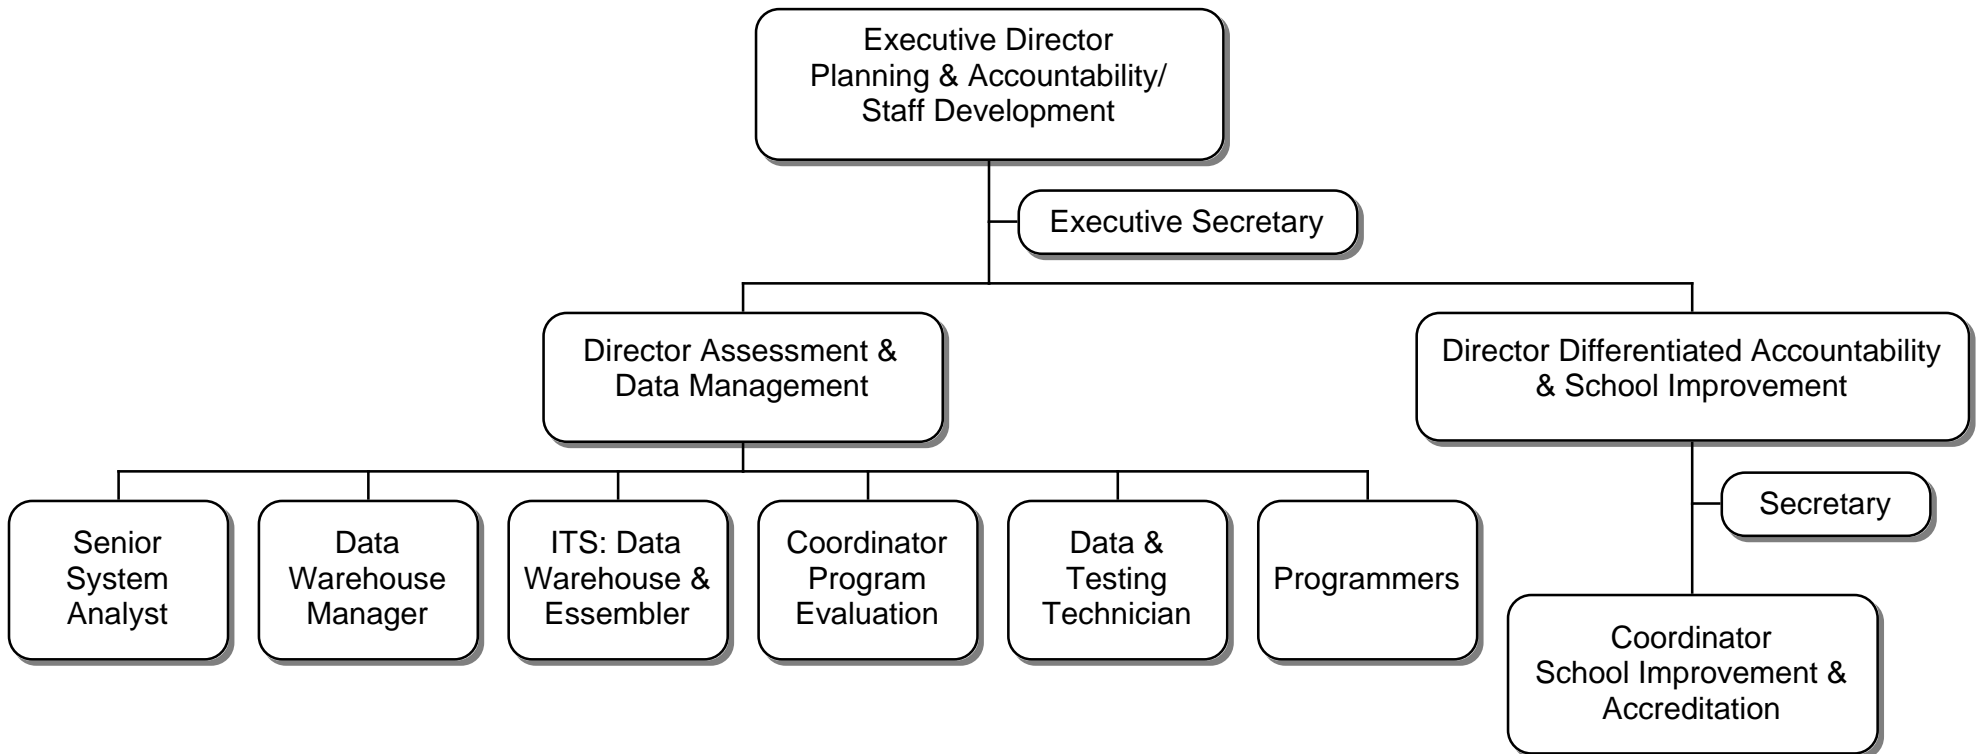 Executive Director
Planning & Accountability/
Staff Development
Executive Secretary
Director Assessment &
Data Management
Director Differentiated Accountability
& School Improvement
Senior
System
Analyst
Data
Warehouse
Manager
ITS: Data
Warehouse &
Essembler
Coordinator
Program
Evaluation
Data &
Testing
Technician
Programmers
Secretary
Coordinator
School Improvement &
Accreditation